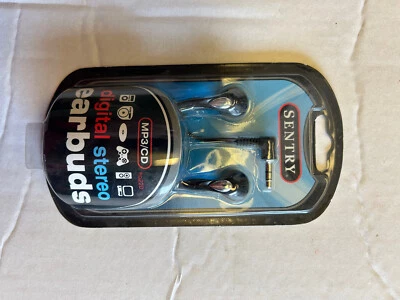 SENTRY
MP3/CD
digital stereo
earbuds